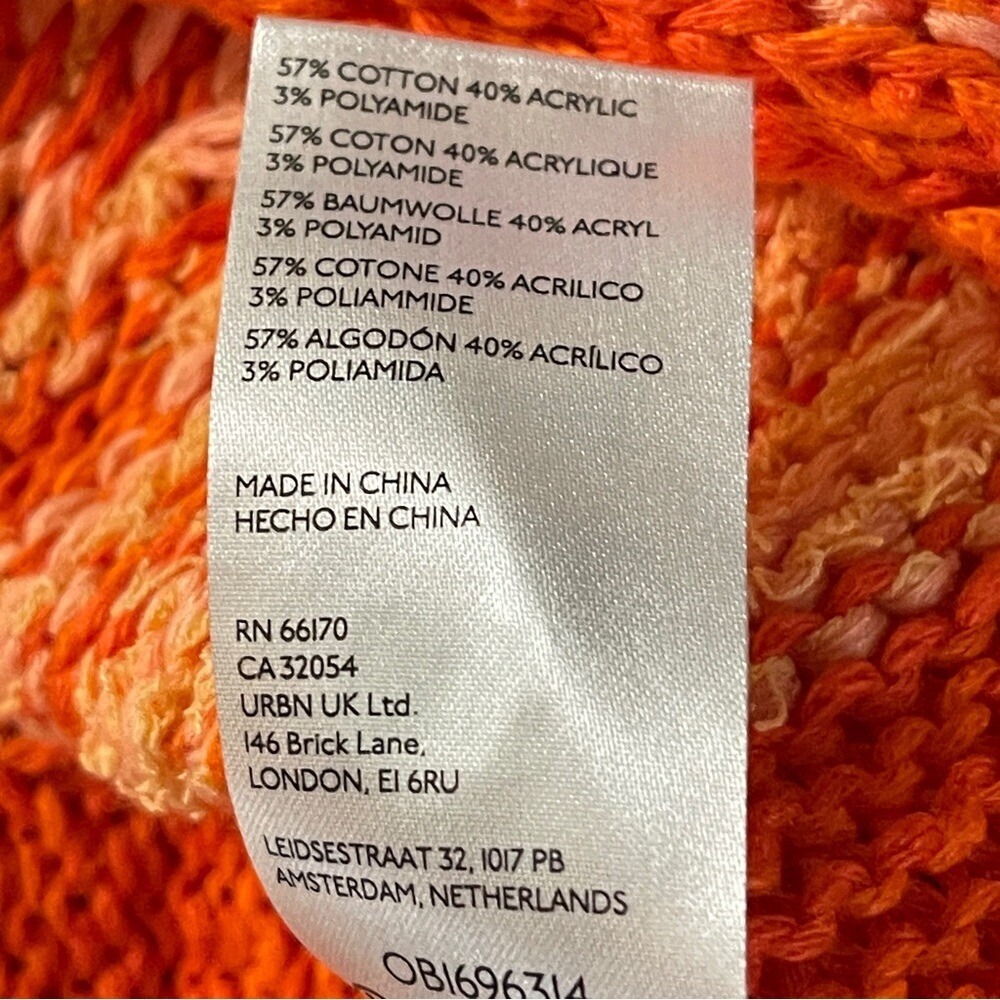 57% COTTON 40% ACRYLIC
3% POLYAMIDE
57% COTON 40% ACRYLIQUE
3% POLYAMIDE
57% BAUMWOLLE 40% ACRYL
3% POLYAMID
57% COTONE 40% ACRILICO
3% POLIAMMIDE
57% ALGODÓN 40% ACRÍLICO
3% POLIAMIDA
MADE IN CHINA
HECHO EN CHINA
RN 66170
CA 32054
URBN UK Ltd.
146 Brick Lane,
LONDON, E1 6RU
LEIDSESTRAAT 32, 1017 PB
AMSTERDAM, NETHERLANDS
OB1696314